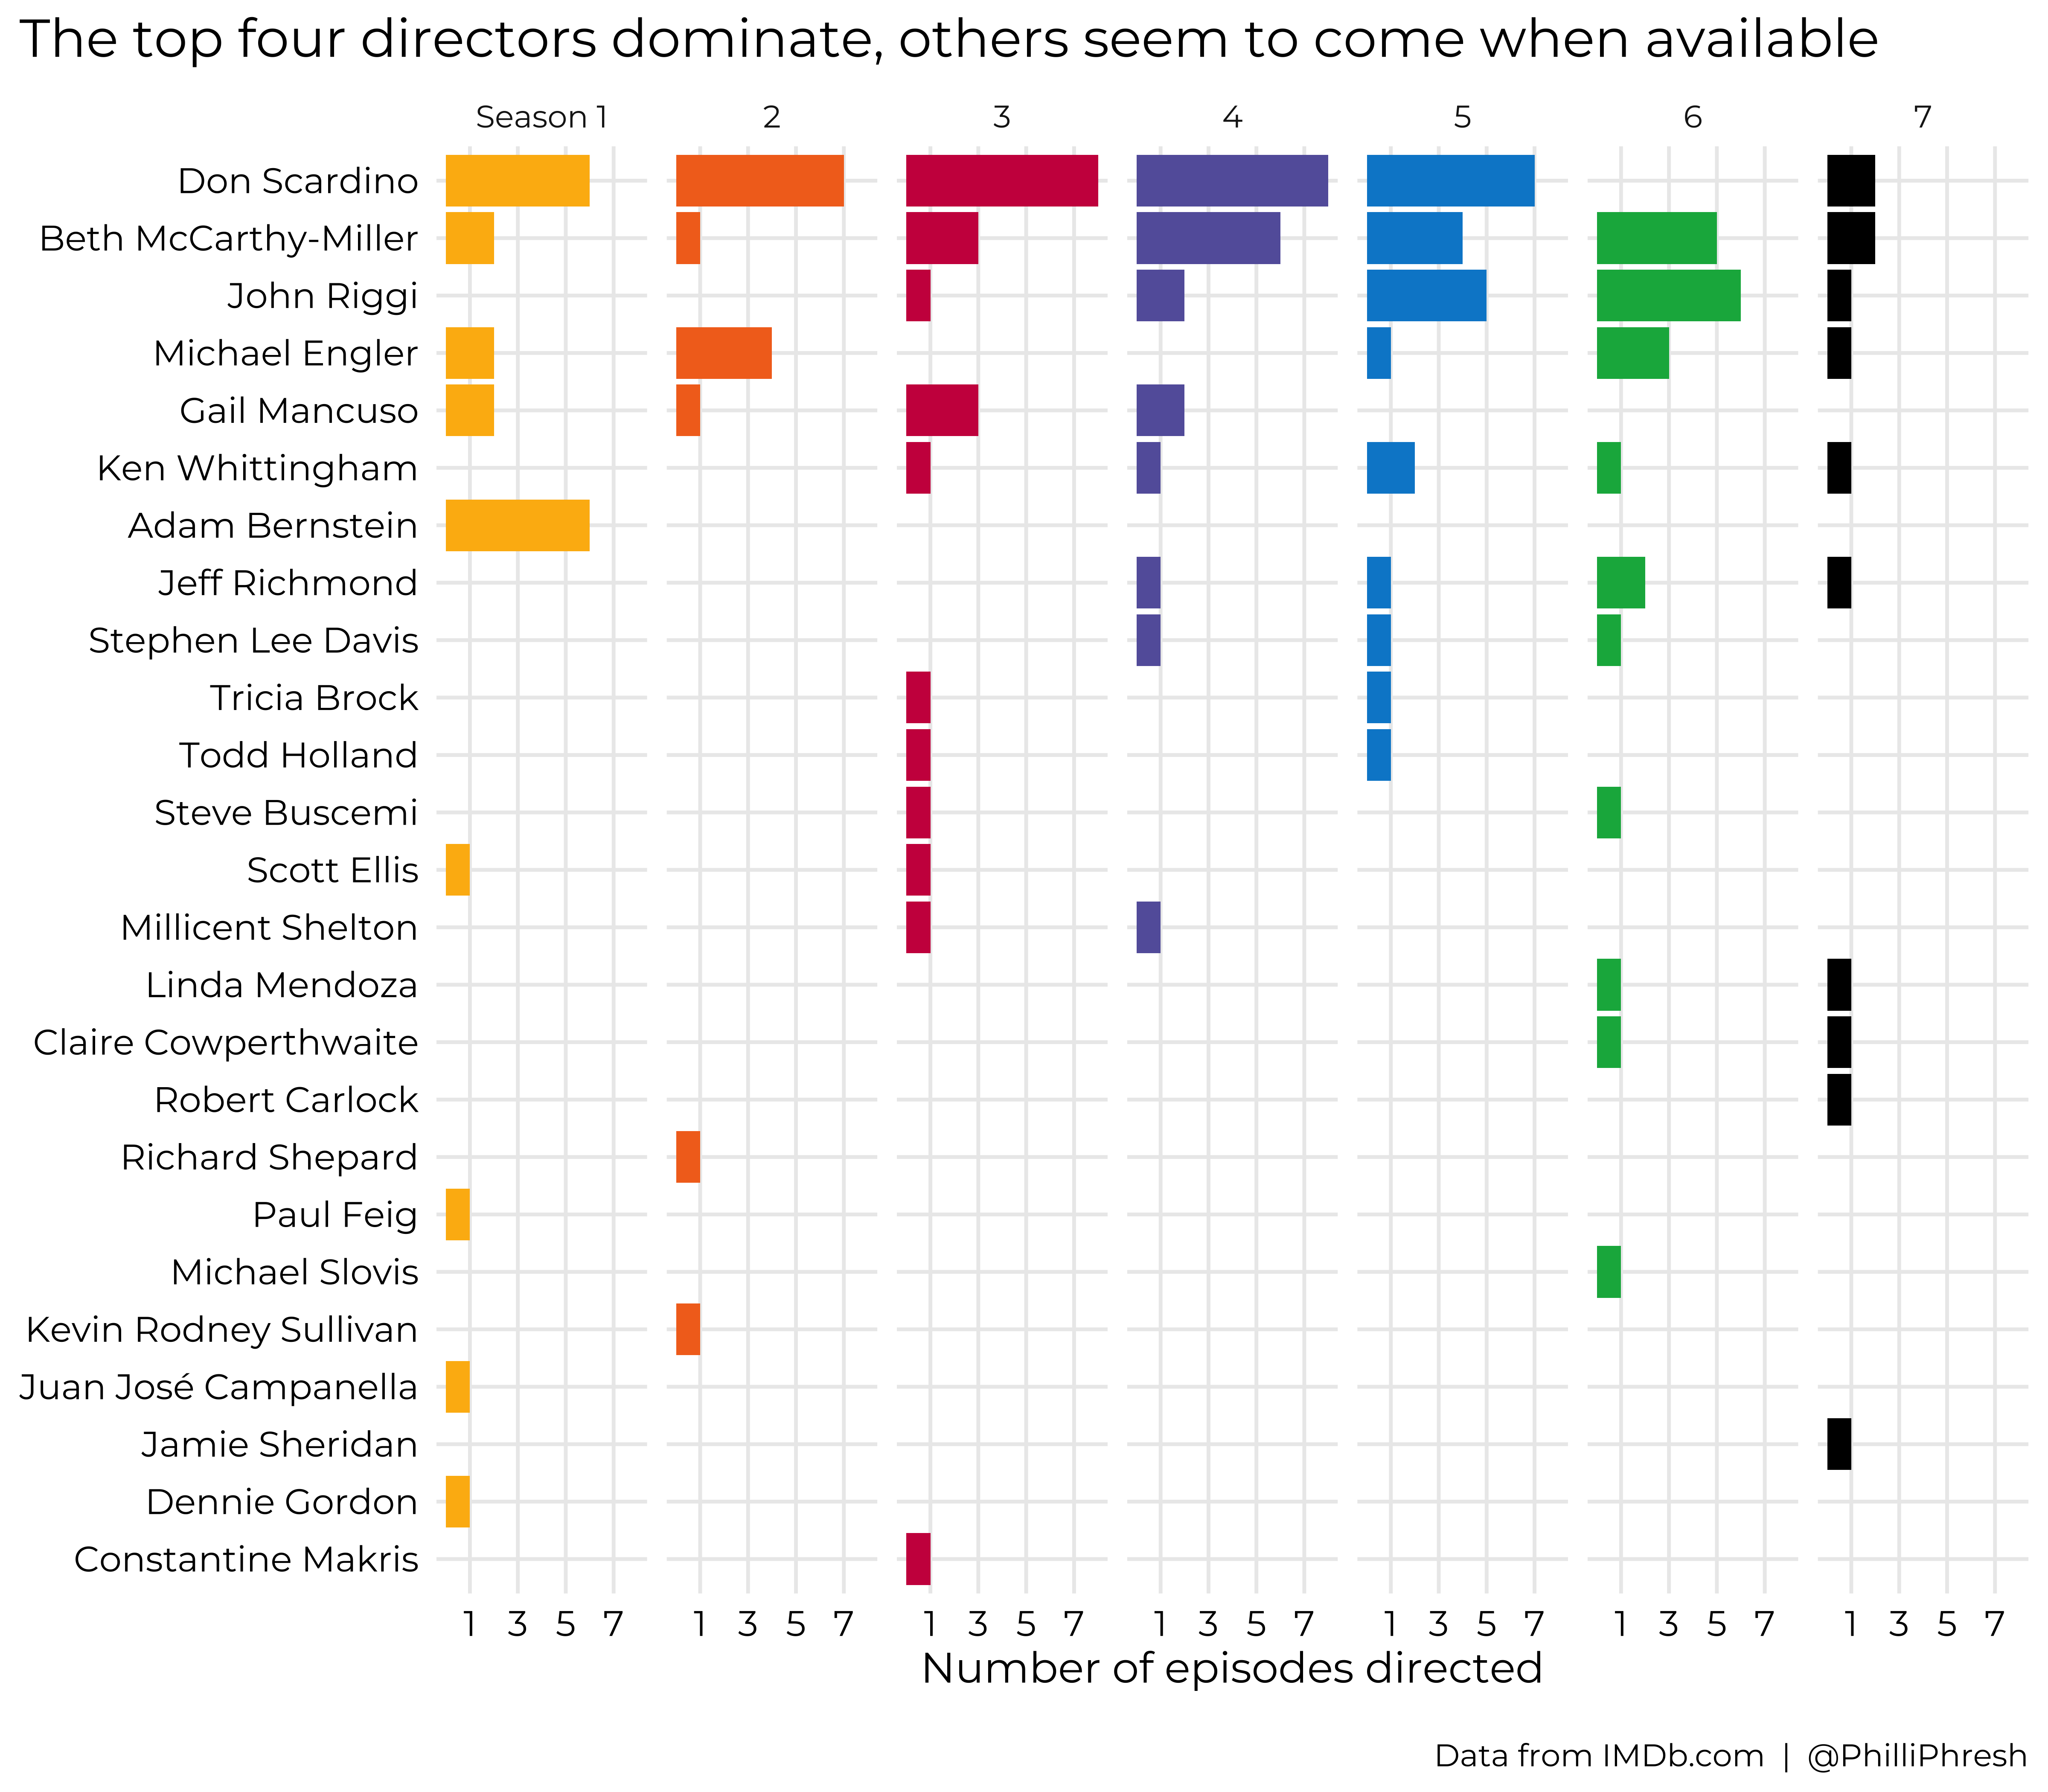 The top four directors dominate, others seem to come when available
Season 1 2 3 4 5 6 7
Don Scardino
Beth McCarthy-Miller
John Riggi
Michael Engler
Gail Mancuso
Ken Whittingham
Adam Bernstein
Jeff Richmond
Stephen Lee Davis
Tricia Brock
Todd Holland
Steve Buscemi
Scott Ellis
Millicent Shelton
Linda Mendoza
Claire Cowperthwaite
Robert Carlock
Richard Shepard
Paul Feig
Michael Slovis
Kevin Rodney Sullivan
Juan José Campanella
Jamie Sheridan
Dennie Gordon
Constantine Makris
1 3 5 7 1 3 5 7 1 3 5 7 1 3 5 7 1 3 5 7 1 3 5 7 1 3 5 7
Number of episodes directed
Data from IMDb.com | @PhilliPhresh